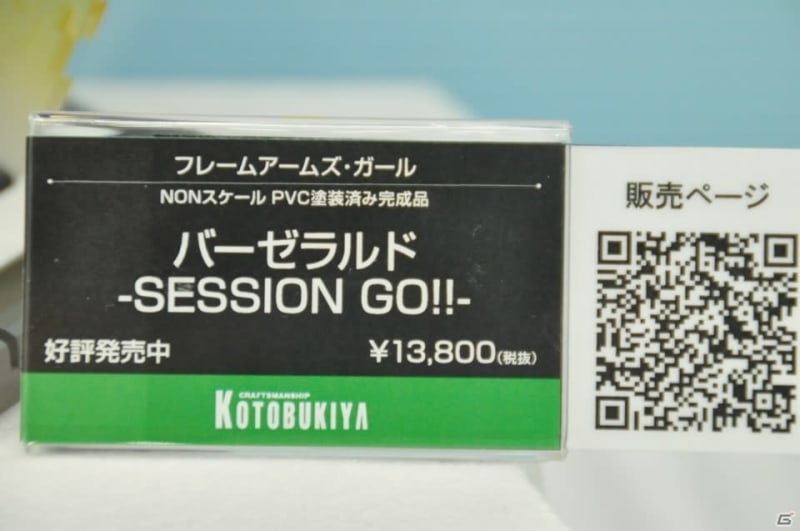 フレームアームズ・ガール
NONスケール PVC塗装済み完成品
バーゼラルド
-SESSION GO!!-
好評発売中 ¥13,800(税抜)
CRAFTSMANSHIP
KOTOBUKIYA
販売ページ
G